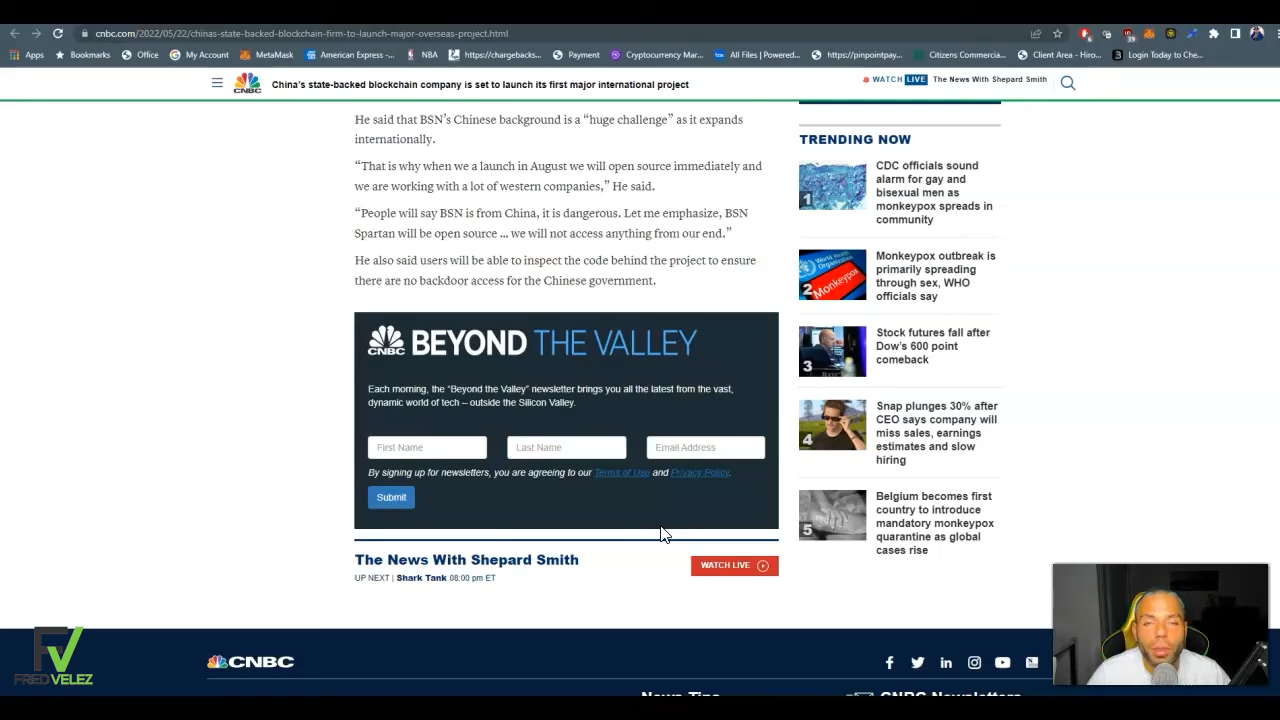 cnbc.com/2022/05/22/chinas-state-backed-blockchain-firm-to-launch-major-overseas-project.html
Apps Bookmarks Office My Account MetaMask American Express -... NBA https://chargebacks... Payment Cryptocurrency Mar... All Files | Powered... https://pinpointpay... Citizens Commercia... Client Area - Hiro... Login Today to Che...
CNBC China's state-backed blockchain company is set to launch its first major international project WATCH LIVE The News With Shepard Smith
He said that BSN's Chinese background is a “huge challenge” as it expands
internationally.
“That is why when we a launch in August we will open source immediately and
we are working with a lot of western companies,” He said.
“People will say BSN is from China, it is dangerous. Let me emphasize, BSN
Spartan will be open source ... we will not access anything from our end.”
He also said users will be able to inspect the code behind the project to ensure
there are no backdoor access for the Chinese government.
CNBC BEYOND THE VALLEY
Each morning, the “Beyond the Valley” newsletter brings you all the latest from the vast,
dynamic world of tech – outside the Silicon Valley.
First Name Last Name Email Address
By signing up for newsletters, you are agreeing to our Terms of Use and Privacy Policy.
Submit
The News With Shepard Smith
UP NEXT | Shark Tank 08:00 pm ET
WATCH LIVE
TRENDING NOW
1
CDC officials sound
alarm for gay and
bisexual men as
monkeypox spreads in
community
World Health
Organization
Monkeypox
2
Monkeypox outbreak is
primarily spreading
through sex, WHO
officials say
3
Stock futures fall after
Dow's 600 point
comeback
4
Snap plunges 30% after
CEO says company will
miss sales, earnings
estimates and slow
hiring
5
Belgium becomes first
country to introduce
mandatory monkeypox
quarantine as global
cases rise
FV
FRED VELEZ
CNBC
News Tips CNBC Newsletters